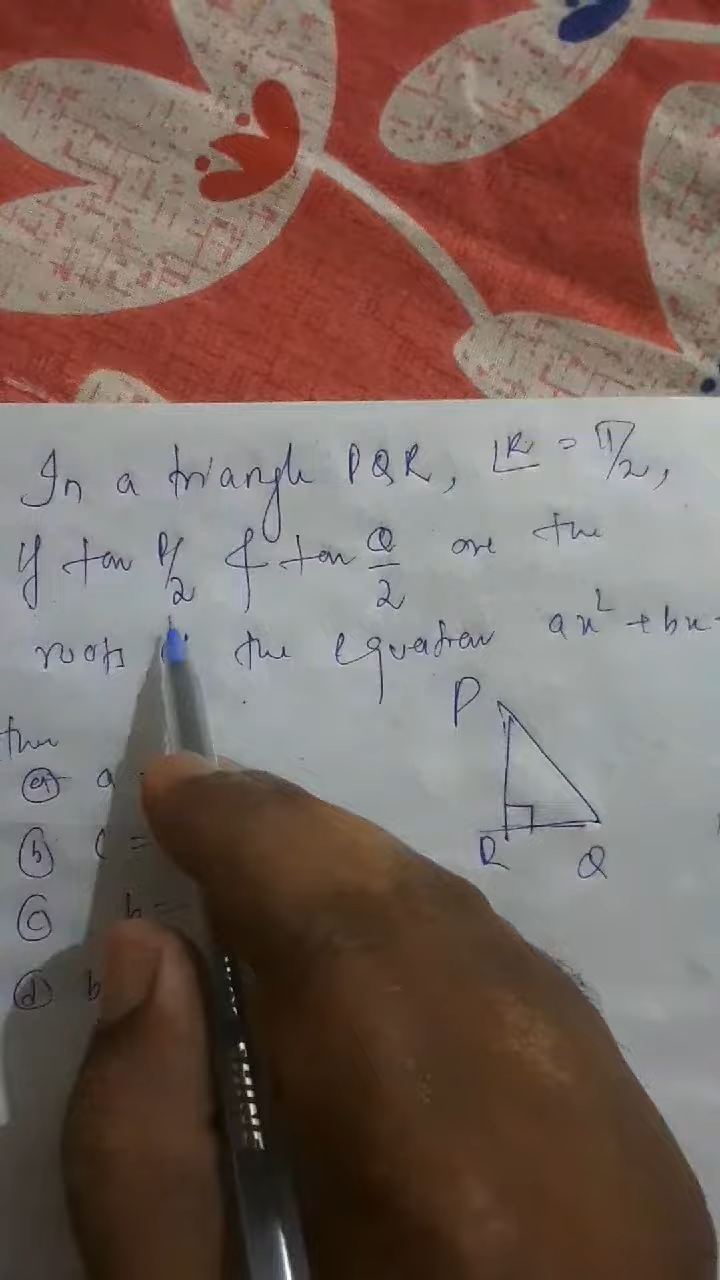 In a triangle PQR, ∠R = π/2,
If tan P/2 & tan Q/2 are the
roots the equation ax² + bx
then
P
(a) a
(b) c =
R Q
(c) b =
(d) b